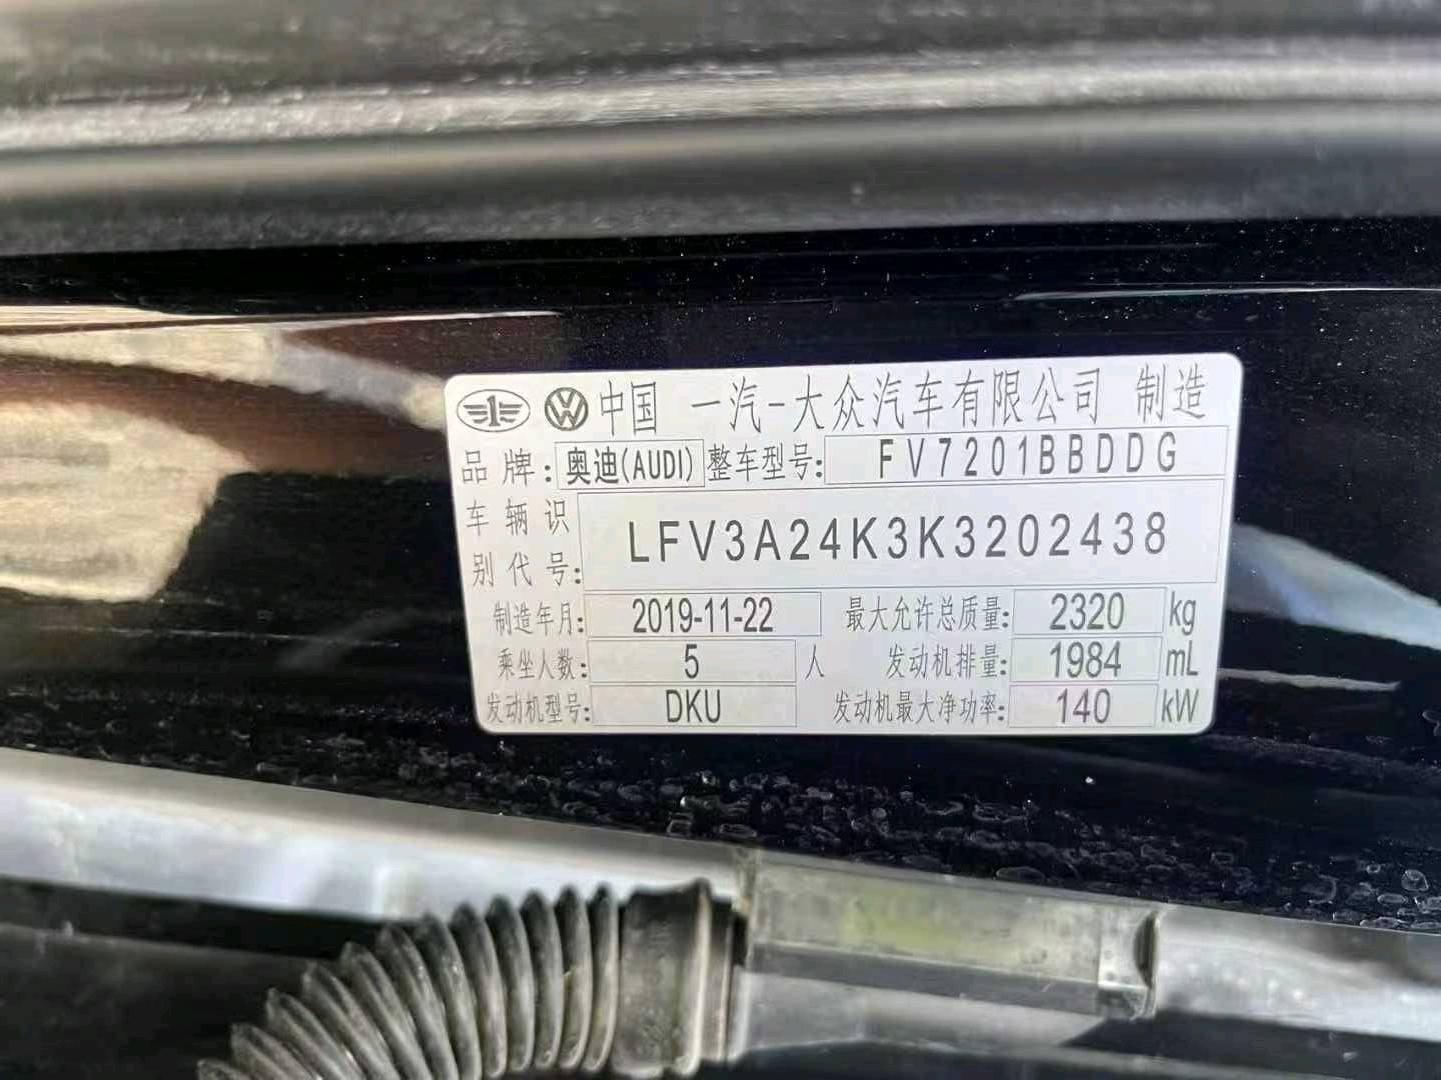 中国 一汽-大众汽车有限公司 制造
品牌: 奥迪(AUDI) 整车型号: FV7201BBDDG
车辆识
别代号: LFV3A24K3K3202438
制造年月: 2019-11-22 最大允许总质量: 2320 kg
乘坐人数: 5 人 发动机排量: 1984 mL
发动机型号: DKU 发动机最大净功率: 140 kW